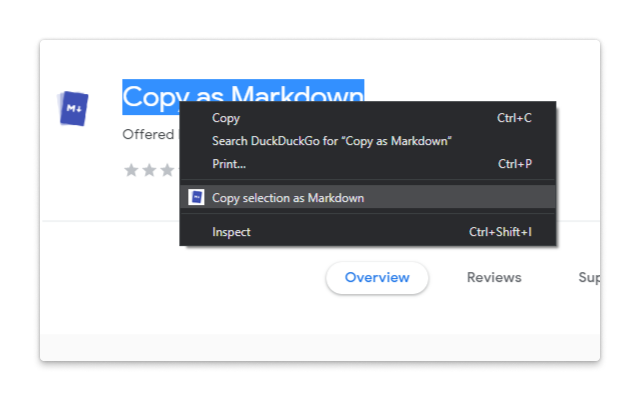 Copy as Markdown
M↓
Offered
Copy Ctrl+C
Search DuckDuckGo for “Copy as Markdown”
Print... Ctrl+P
Copy selection as Markdown
Inspect Ctrl+Shift+I
Overview Reviews Sup